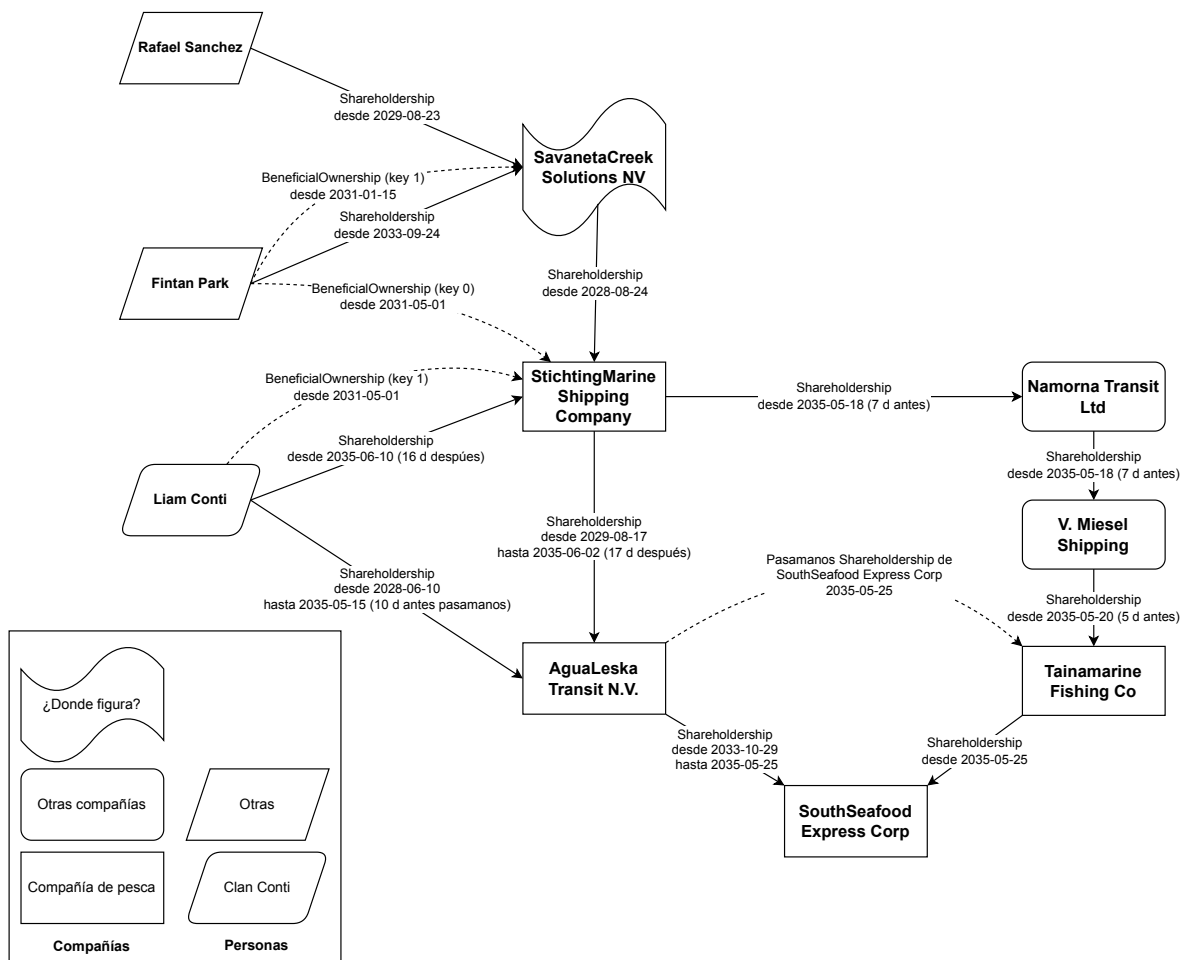 Rafael Sanchez
Shareholdership
desde 2029-08-23
SavanetaCreek
Solutions NV
BeneficialOwnership (key 1)
desde 2031-01-15
Shareholdership
desde 2033-09-24
Fintan Park
BeneficialOwnership (key 0)
desde 2031-05-01
Shareholdership
desde 2028-08-24
BeneficialOwnership (key 1)
desde 2031-05-01
StichtingMarine
Shipping
Company
Shareholdership
desde 2035-05-18 (7 d antes)
Namorna Transit
Ltd
Shareholdership
desde 2035-06-10 (16 d despúes)
Shareholdership
desde 2035-05-18 (7 d antes)
Liam Conti
V. Miesel
Shipping
Shareholdership
desde 2029-08-17
hasta 2035-06-02 (17 d después)
Shareholdership
desde 2028-06-10
hasta 2035-05-15 (10 d antes pasamanos)
Pasamanos Shareholdership de
SouthSeafood Express Corp
2035-05-25
Shareholdership
desde 2035-05-20 (5 d antes)
AguaLeska
Transit N.V.
Tainamarine
Fishing Co
Shareholdership
desde 2033-10-29
hasta 2035-05-25
Shareholdership
desde 2035-05-25
SouthSeafood
Express Corp
¿Donde figura?
Otras compañías
Otras
Compañía de pesca
Clan Conti
Compañías
Personas